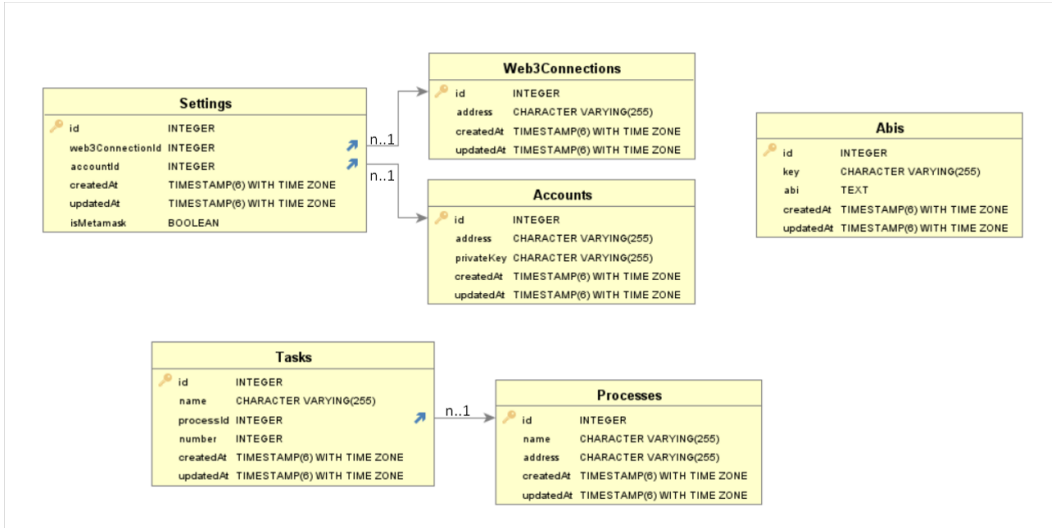 Settings
id INTEGER
web3ConnectionId INTEGER
accountId INTEGER
createdAt TIMESTAMP(6) WITH TIME ZONE
updatedAt TIMESTAMP(6) WITH TIME ZONE
isMetamask BOOLEAN
n..1
n..1
Web3Connections
id INTEGER
address CHARACTER VARYING(255)
createdAt TIMESTAMP(6) WITH TIME ZONE
updatedAt TIMESTAMP(6) WITH TIME ZONE
Accounts
id INTEGER
address CHARACTER VARYING(255)
privateKey CHARACTER VARYING(255)
createdAt TIMESTAMP(6) WITH TIME ZONE
updatedAt TIMESTAMP(6) WITH TIME ZONE
Abis
id INTEGER
key CHARACTER VARYING(255)
abi TEXT
createdAt TIMESTAMP(6) WITH TIME ZONE
updatedAt TIMESTAMP(6) WITH TIME ZONE
Tasks
id INTEGER
name CHARACTER VARYING(255)
processId INTEGER
number INTEGER
createdAt TIMESTAMP(6) WITH TIME ZONE
updatedAt TIMESTAMP(6) WITH TIME ZONE
n..1
Processes
id INTEGER
name CHARACTER VARYING(255)
address CHARACTER VARYING(255)
createdAt TIMESTAMP(6) WITH TIME ZONE
updatedAt TIMESTAMP(6) WITH TIME ZONE